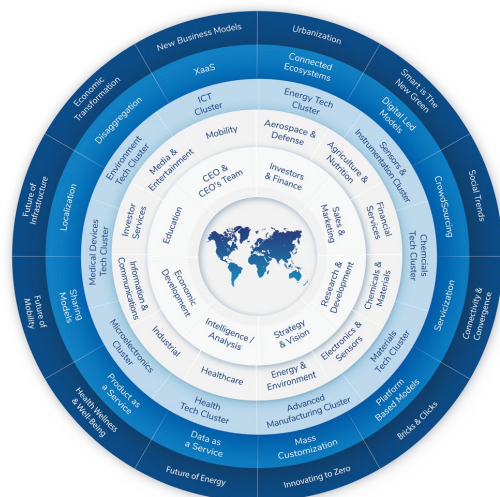 New Business Models
Urbanization
Smart is The
New Green
Social Trends
Connectivity &
Convergence
Bricks & Clicks
Innovating to Zero
Future of Energy
Health Wellness
& Well-Being
Future of
Mobility
Future of
Infrastructure
Economic
Transformation
XaaS
Connected
Ecosystems
Digital Led
Models
CrowdSourcing
Servicization
Platform
Based Models
Mass
Customization
Data as
a Service
Product as
a Service
Sharing
Models
Localization
Disaggregation
ICT
Cluster
Energy Tech
Cluster
Sensors &
Instrumentation Cluster
Chemcials
Tech Cluster
Materials
Tech Cluster
Advanced
Manufacturing Cluster
Health
Tech Cluster
Microelectronics
Cluster
Medical Devices
Tech Cluster
Environment
Tech Cluster
Mobility
Aerospace &
Defense
Agriculture &
Nutrition
Financial
Services
Chemicals &
Materials
Electronics &
Sensors
Energy &
Environment
Healthcare
Industrial
Information &
Communications
Investor
Services
Media &
Entertainment
CEO &
CEO's Team
Investors
& Finance
Sales &
Marketing
Research &
Development
Strategy
& Vision
Intelligence /
Analysis
Economic
Development
Education